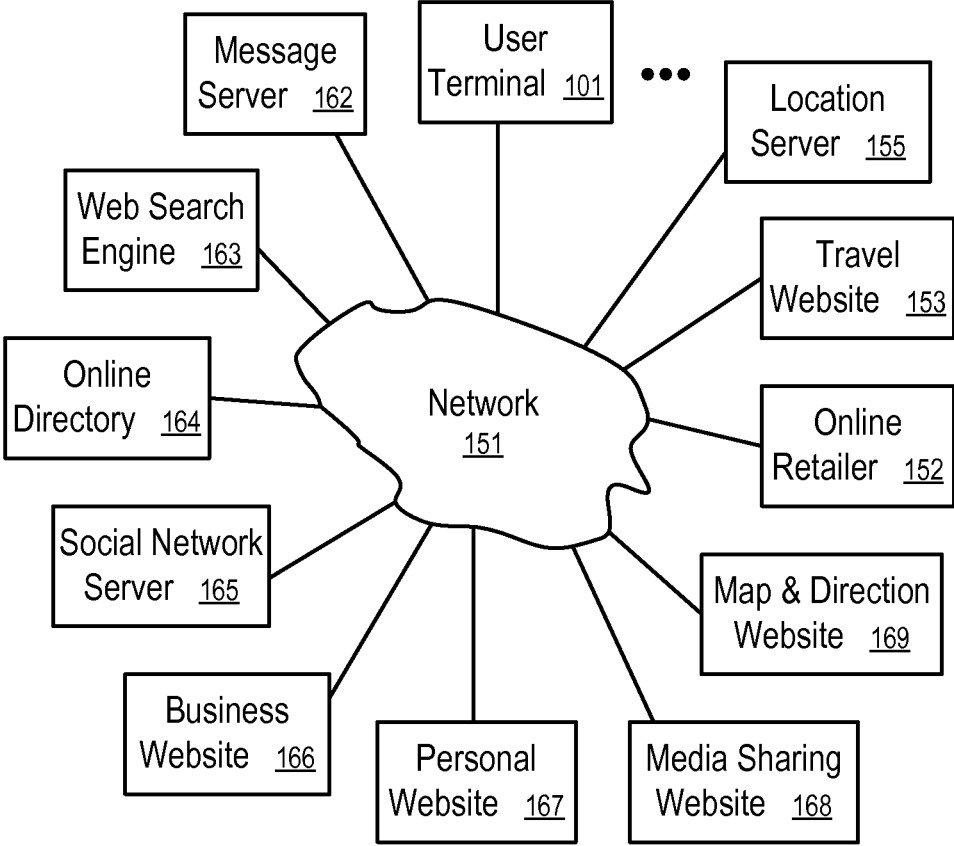 Message
Server 162
User
Terminal 101
•••
Location
Server 155
Web Search
Engine 163
Travel
Website 153
Online
Directory 164
Network
151
Online
Retailer 152
Social Network
Server 165
Map & Direction
Website 169
Business
Website 166
Personal
Website 167
Media Sharing
Website 168